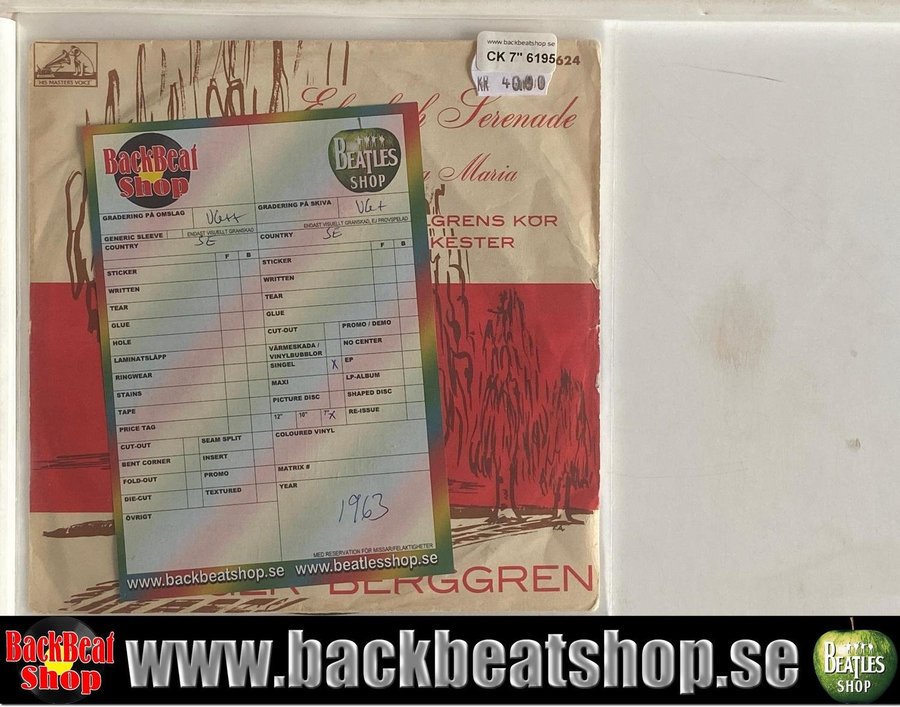 HIS MASTERS VOICE
www.backbeatshop.se
CK 7" 6195
624
KR 40.00
Serenade
Maria
LGRENS KÖR
KESTER
BERGGREN
BackBeat
Shop
BEATLES
SHOP
GRADERING PÅ OMSLAG VG++
GRADERING PÅ SKIVA VG+
GENERIC SLEEVE
ENDAST VISUELLT GRANSKAD
ENDAST VISUELLT GRANSKAD, EJ PROVSPELAD
COUNTRY SE
COUNTRY SE
F B
F B
STICKER
WRITTEN
TEAR
GLUE
HOLE
LAMINATSLÄPP
RINGWEAR
STAINS
TAPE
PRICE TAG
CUT-OUT
SEAM SPLIT
BENT CORNER
INSERT
FOLD-OUT
PROMO
DIE-CUT
TEXTURED
ÖVRIGT
STICKER
WRITTEN
TEAR
GLUE
CUT-OUT
PROMO / DEMO
VÄRMESKADA /
VINYLBUBBLOR
NO CENTER
SINGEL X
EP
MAXI
LP-ALBUM
PICTURE DISC
SHAPED DISC
12" 10" 7" X
RE-ISSUE
COLOURED VINYL
MATRIX #
YEAR
1963
MED RESERVATION FÖR MISSAR/FELAKTIGHETER
www.backbeatshop.se www.beatlesshop.se
BackBeat
Shop
www.backbeatshop.se
BEATLES
SHOP